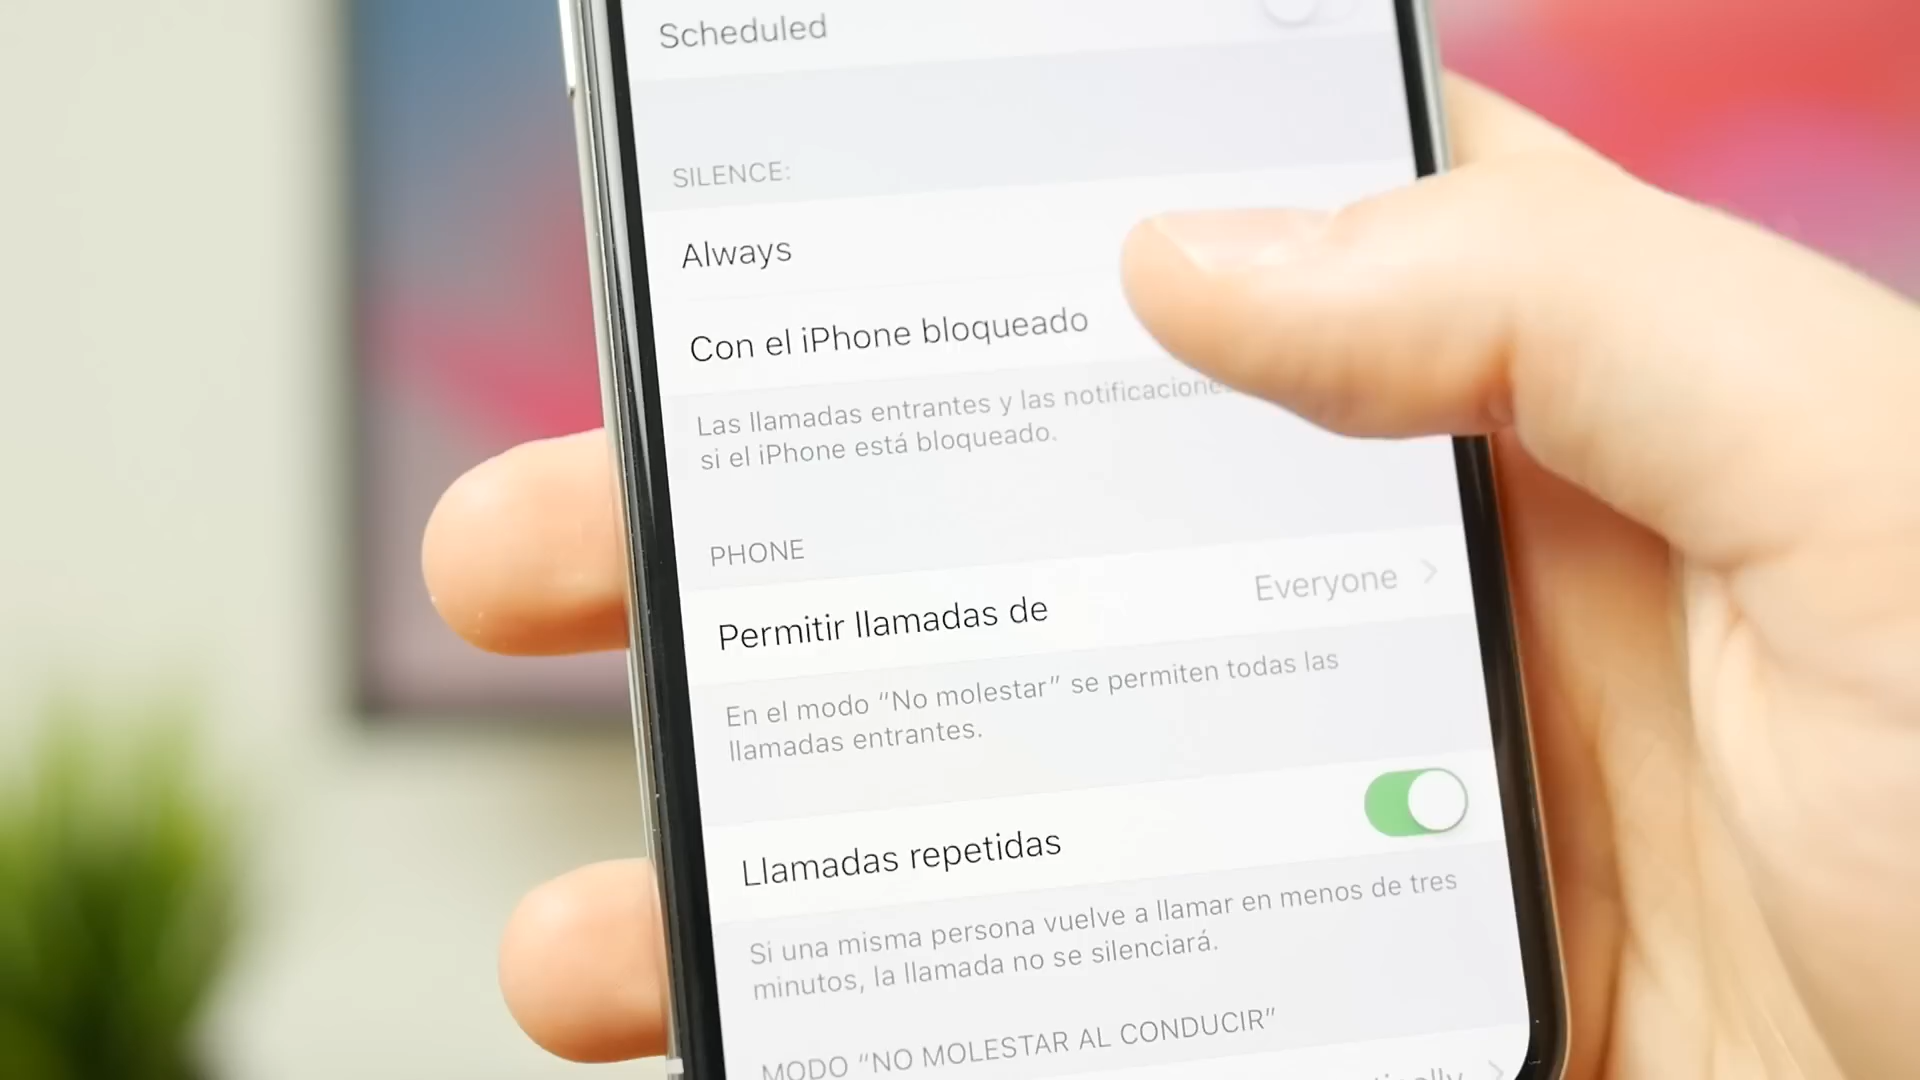 Scheduled
SILENCE:
Always
Con el iPhone bloqueado
Las llamadas entrantes y las
si el iPhone está bloqueado.
PHONE
Permitir llamadas de Everyone
En el modo “No molestar” se permiten todas las
llamadas entrantes.
Llamadas repetidas
Si una misma persona vuelve a llamar en menos de tres
minutos, la llamada no se silenciará.
MODO “NO MOLESTAR AL CONDUCIR”